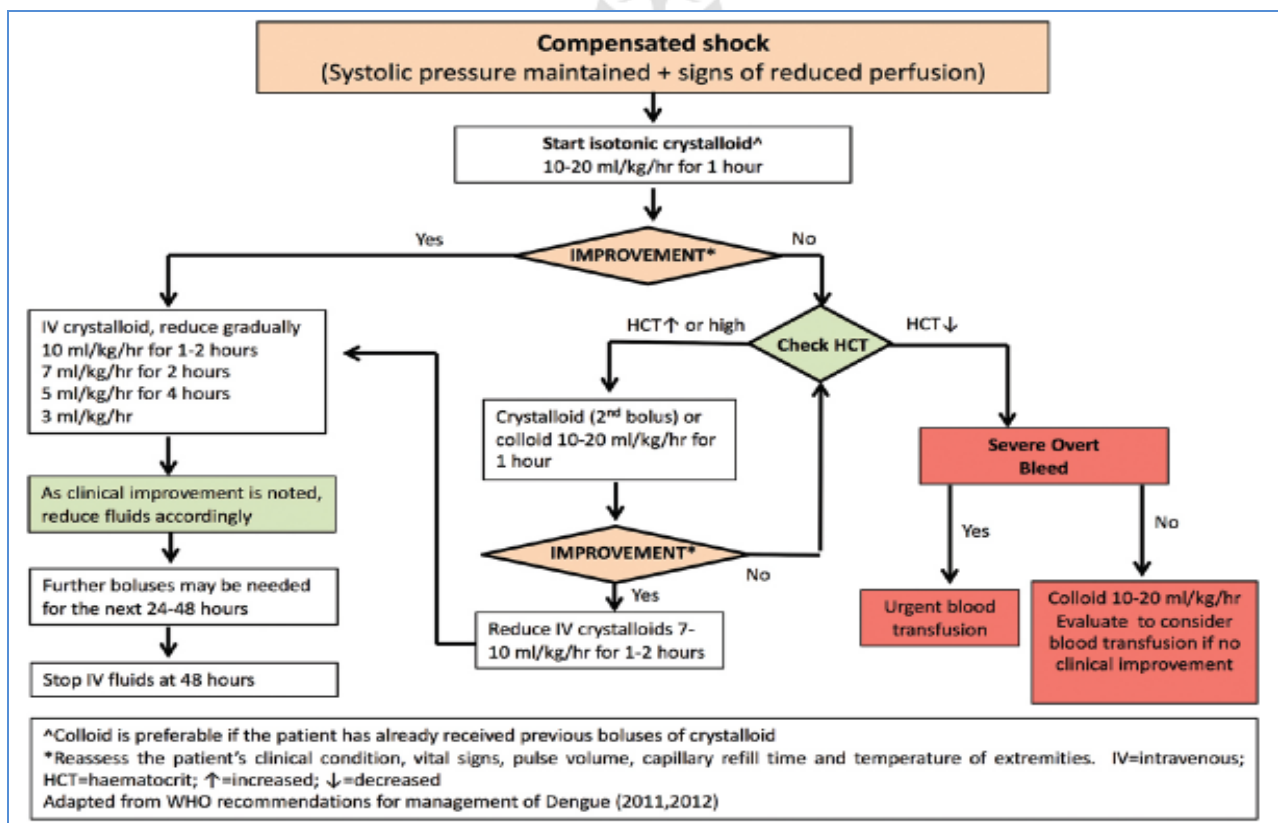 Compensated shock
(Systolic pressure maintained + signs of reduced perfusion)
Start isotonic crystalloid^
10-20 ml/kg/hr for 1 hour
Yes
IMPROVEMENT*
No
IV crystalloid, reduce gradually
10 ml/kg/hr for 1-2 hours
7 ml/kg/hr for 2 hours
5 ml/kg/hr for 4 hours
3 ml/kg/hr
HCT↑ or high
Check HCT
HCT↓
Crystalloid (2nd bolus) or
colloid 10-20 ml/kg/hr for
1 hour
Severe Overt
Bleed
As clinical improvement is noted,
reduce fluids accordingly
IMPROVEMENT*
No
Yes
Yes
No
Further boluses may be needed
for the next 24-48 hours
Reduce IV crystalloids 7-
10 ml/kg/hr for 1-2 hours
Urgent blood
transfusion
Colloid 10-20 ml/kg/hr
Evaluate to consider
blood transfusion if no
clinical improvement
Stop IV fluids at 48 hours
^Colloid is preferable if the patient has already received previous boluses of crystalloid
*Reassess the patient's clinical condition, vital signs, pulse volume, capillary refill time and temperature of extremities. IV=intravenous;
HCT=haematocrit; ↑=increased; ↓=decreased
Adapted from WHO recommendations for management of Dengue (2011,2012)